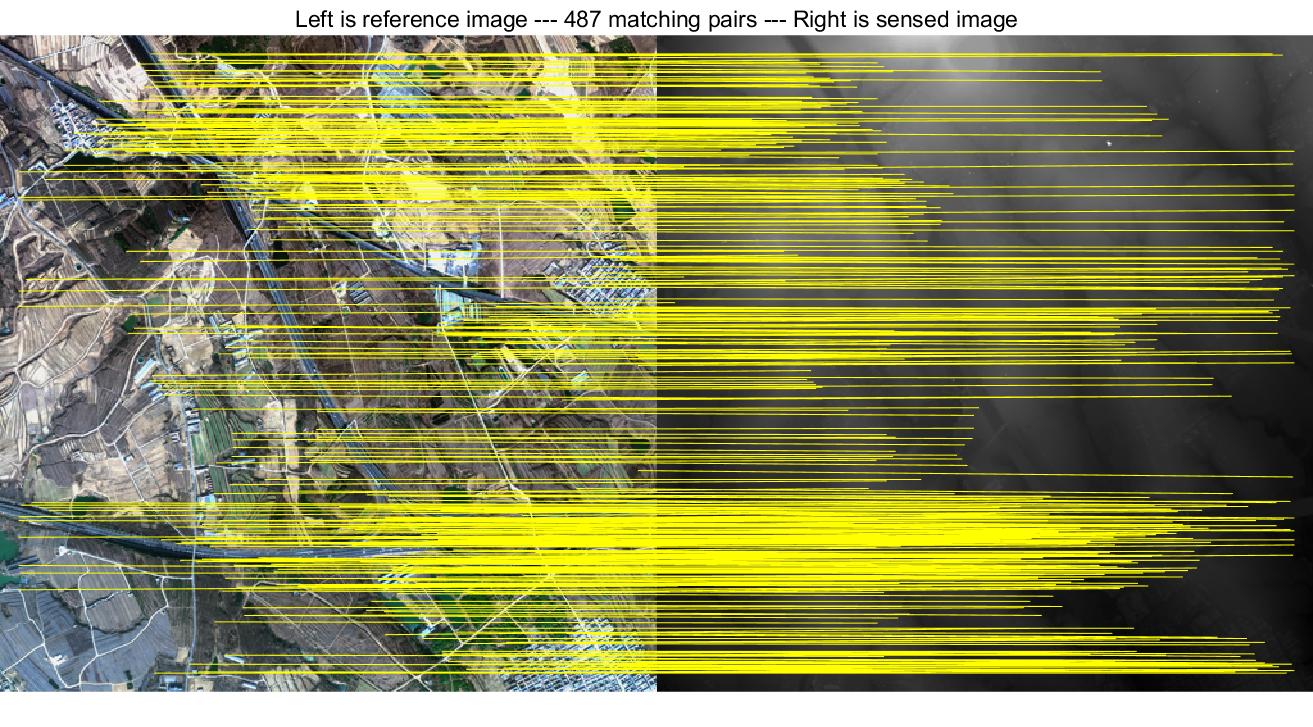 Left is reference image --- 487 matching pairs --- Right is sensed image